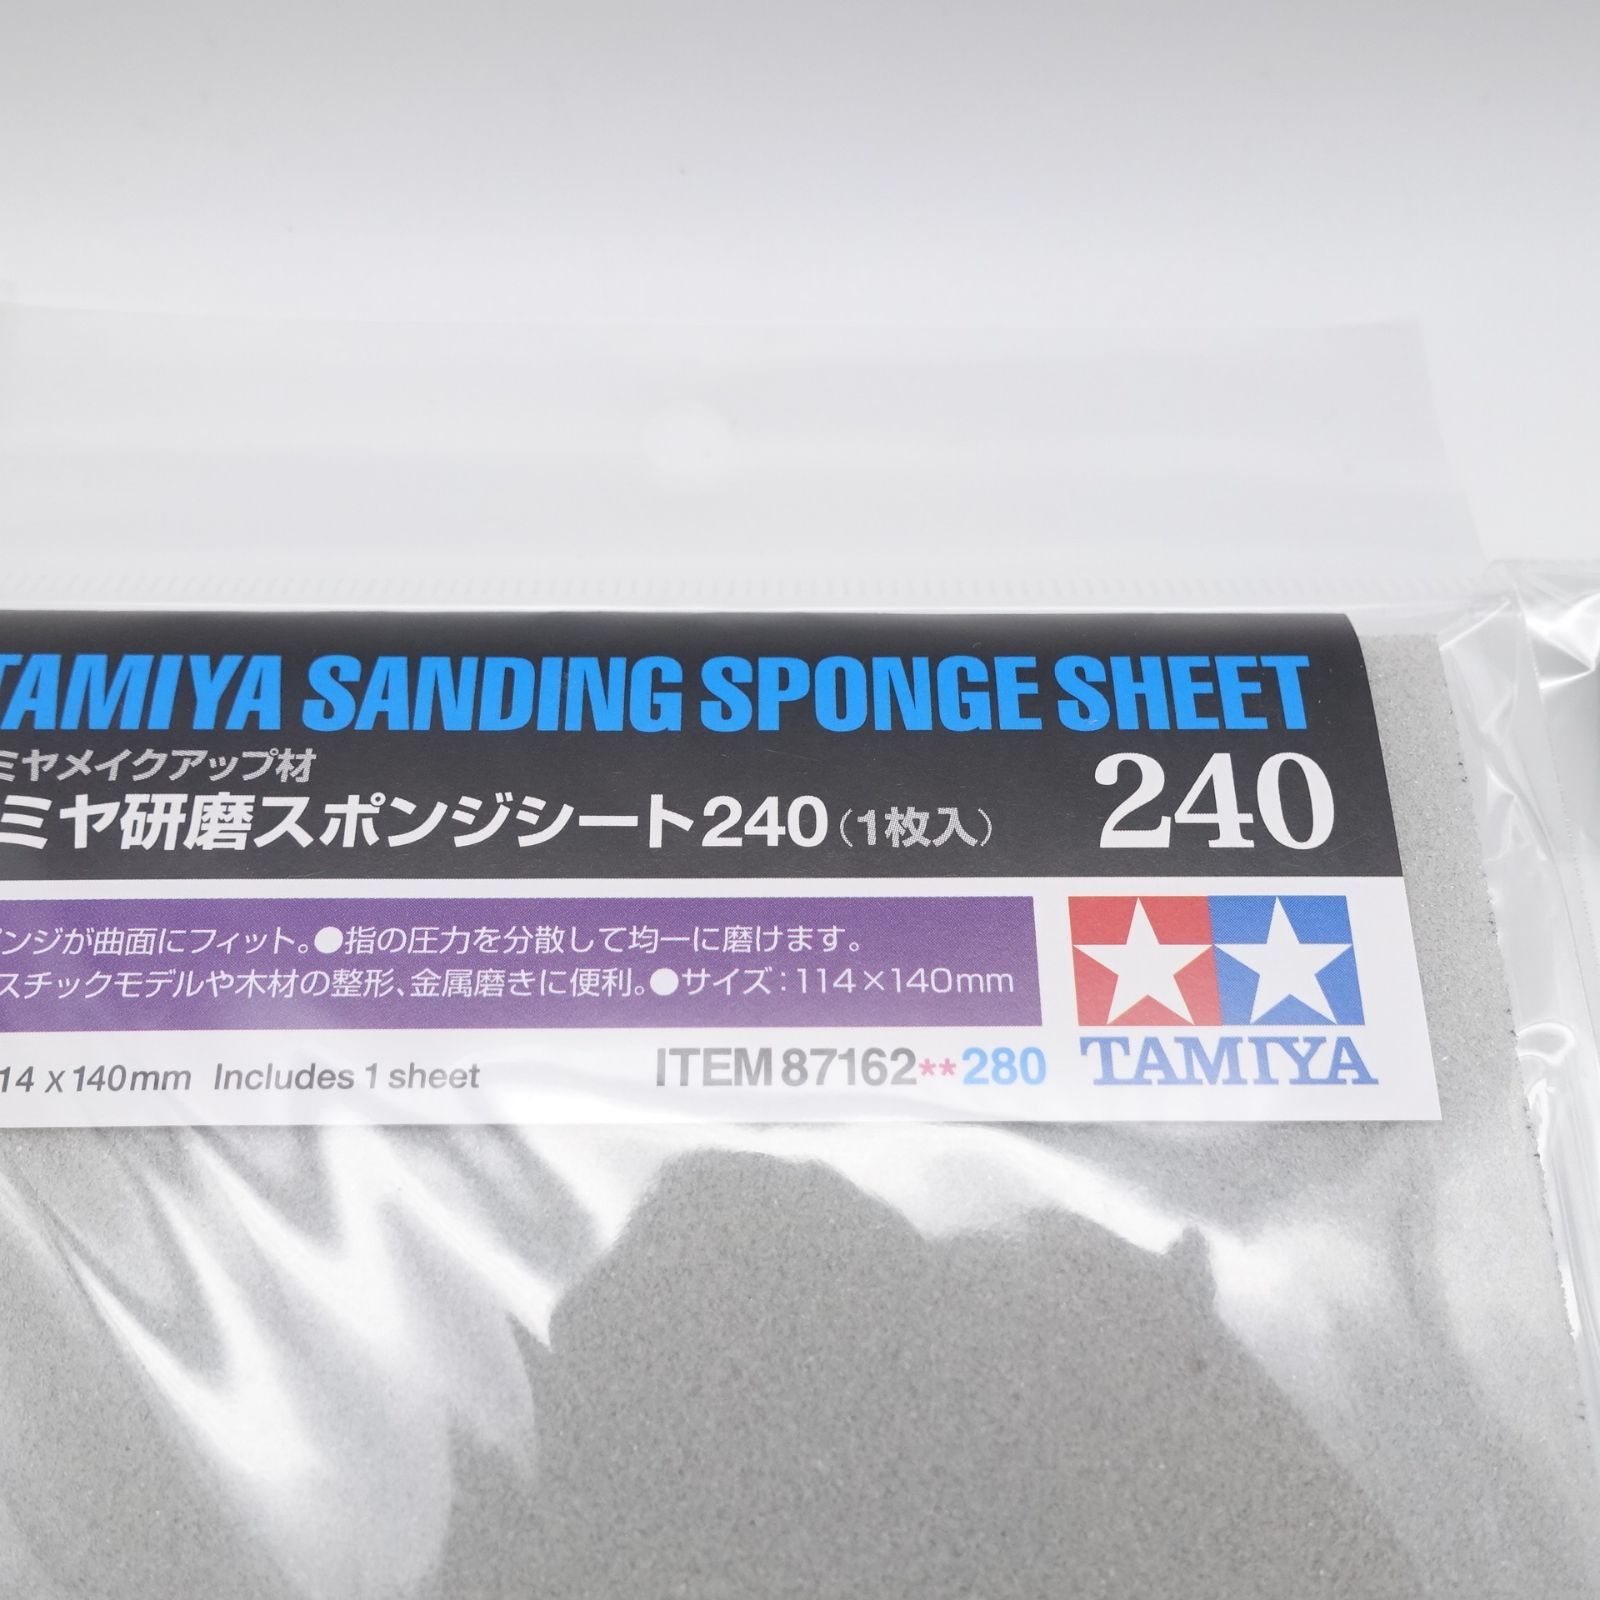 TAMIYA SANDING SPONGE SHEET
ミヤメイクアップ材
ミヤ研磨スポンジシート240(1枚入) 240
ンジが曲面にフィット。●指の圧力を分散して均一に磨けます。
スチックモデルや木材の整形、金属磨きに便利。●サイズ:114×140mm
14 x 140mm Includes 1 sheet
ITEM 87162**280
TAMIYA